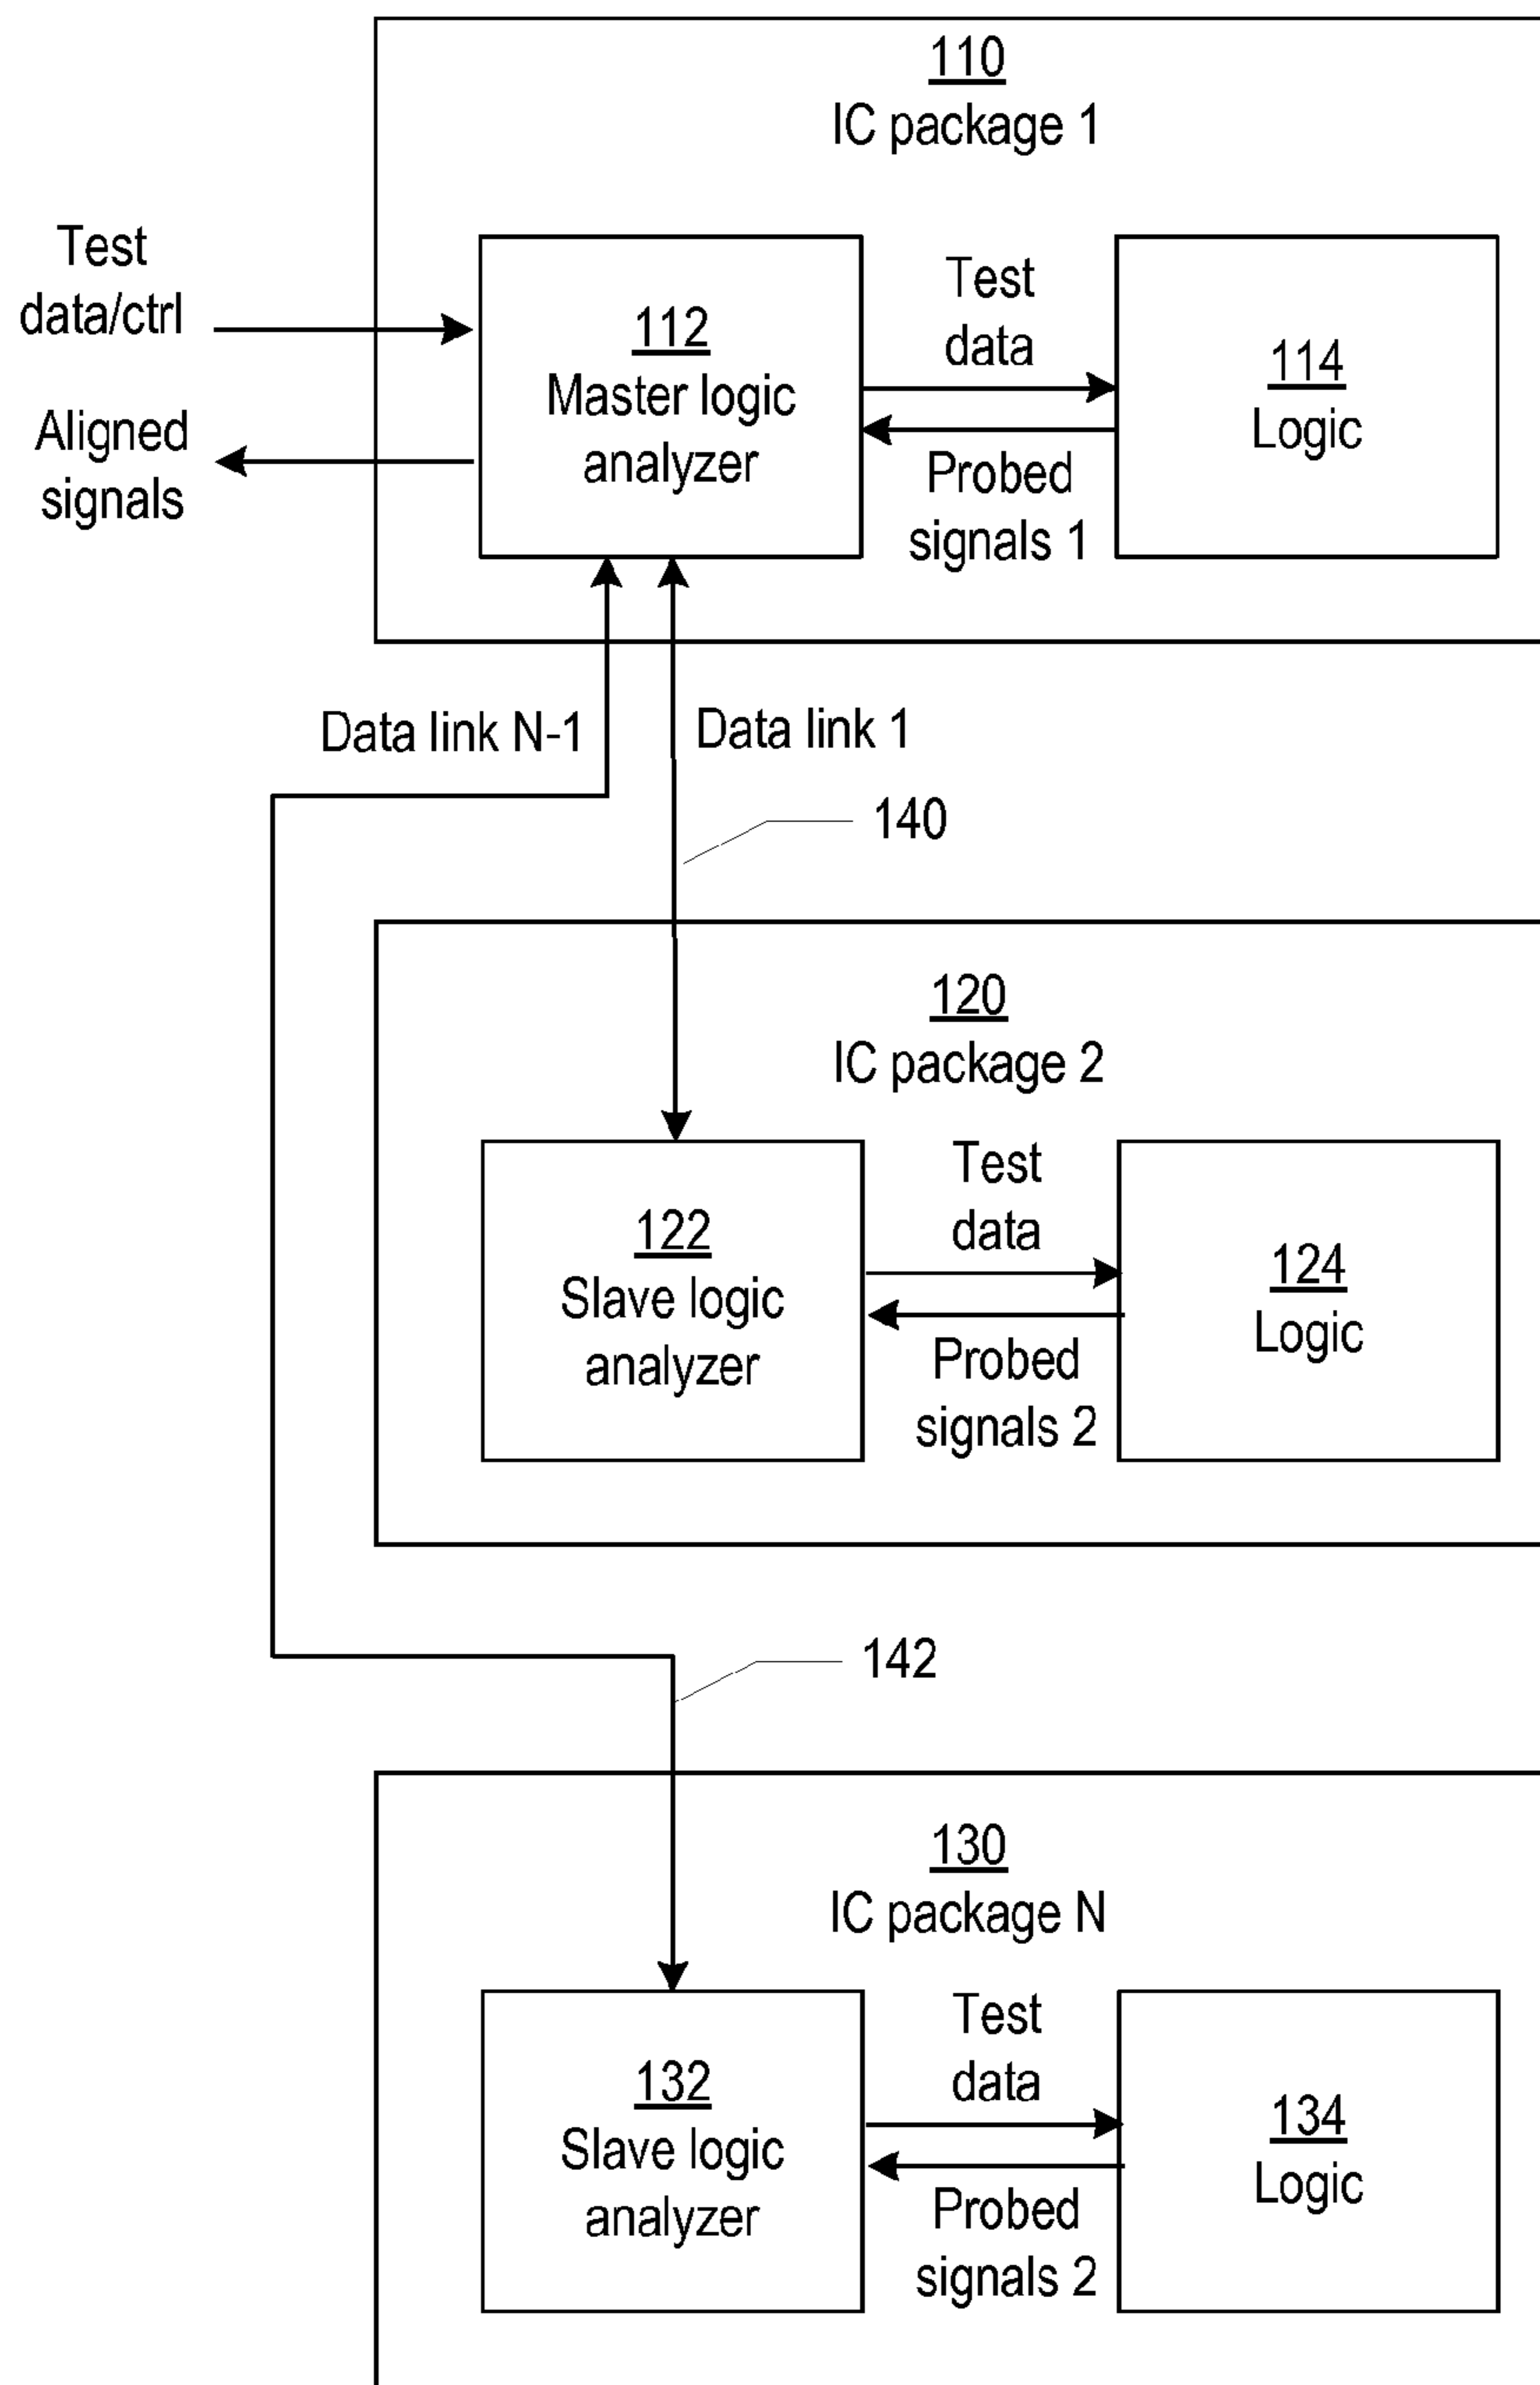 110
IC package 1
Test
data/ctrl
Aligned
signals
112
Master logic
analyzer
Test
data
Probed
signals 1
114
Logic
Data link N-1
Data link 1
140
120
IC package 2
122
Slave logic
analyzer
Test
data
Probed
signals 2
124
Logic
142
130
IC package N
132
Slave logic
analyzer
Test
data
Probed
signals 2
134
Logic